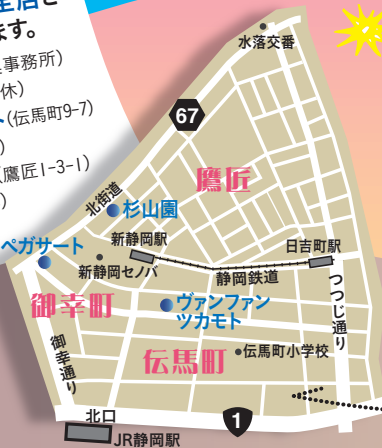 ます。
事務所)
休)
(伝馬町9-7)
(鷹匠1-3-1)
水落交番
67
鷹匠
北街道
杉山園
ペガサート
新静岡駅
新静岡セノバ
日吉町駅
静岡鉄道
つつじ通り
御幸町
ヴァンファン
ツカモト
御幸通り
伝馬町
伝馬町小学校
北口
1
JR静岡駅